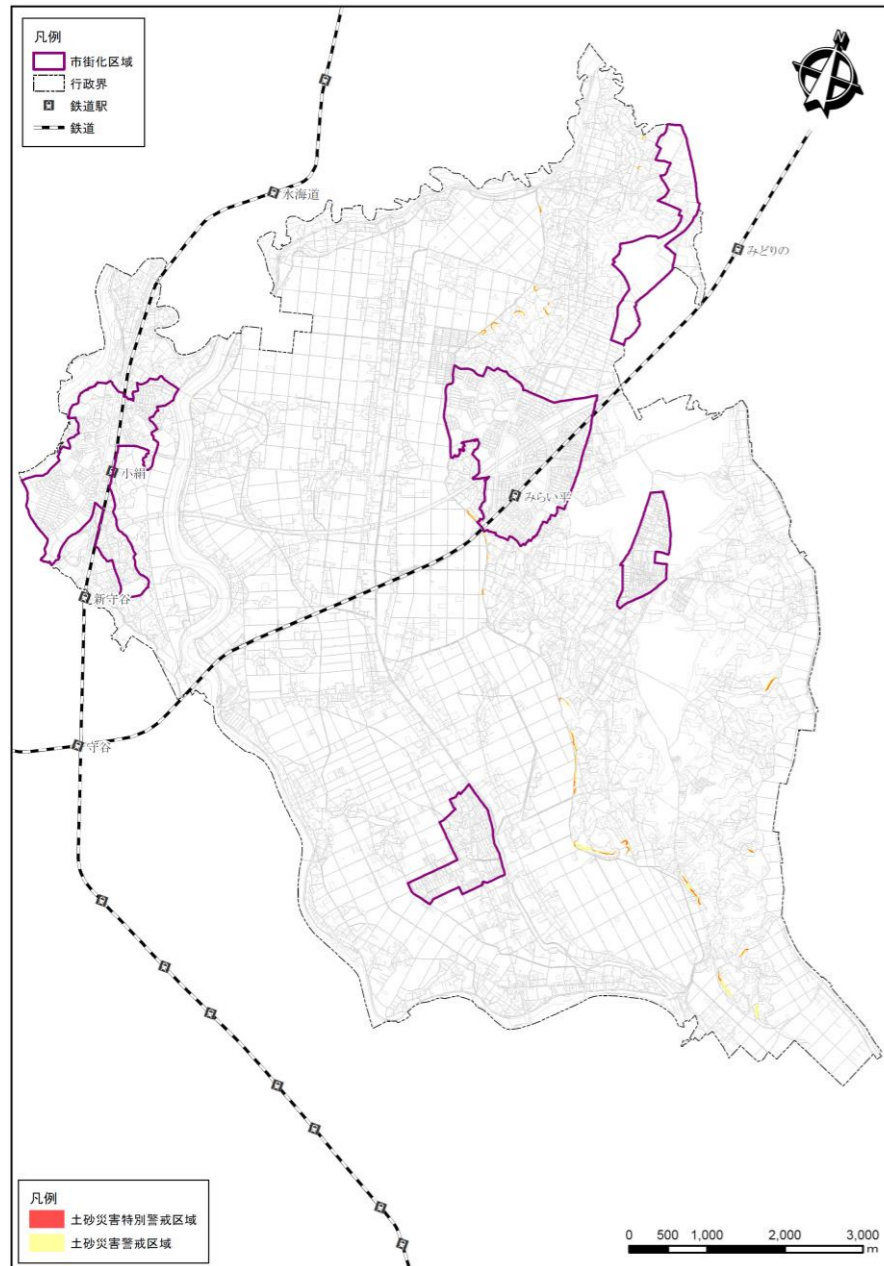 凡例
市街化区域
行政界
鉄道駅
鉄道
N
水海道
みどりの
小絹
みらい平
新守谷
守谷
凡例
土砂災害特別警戒区域
土砂災害警戒区域
0 500 1,000 2,000 3,000
m